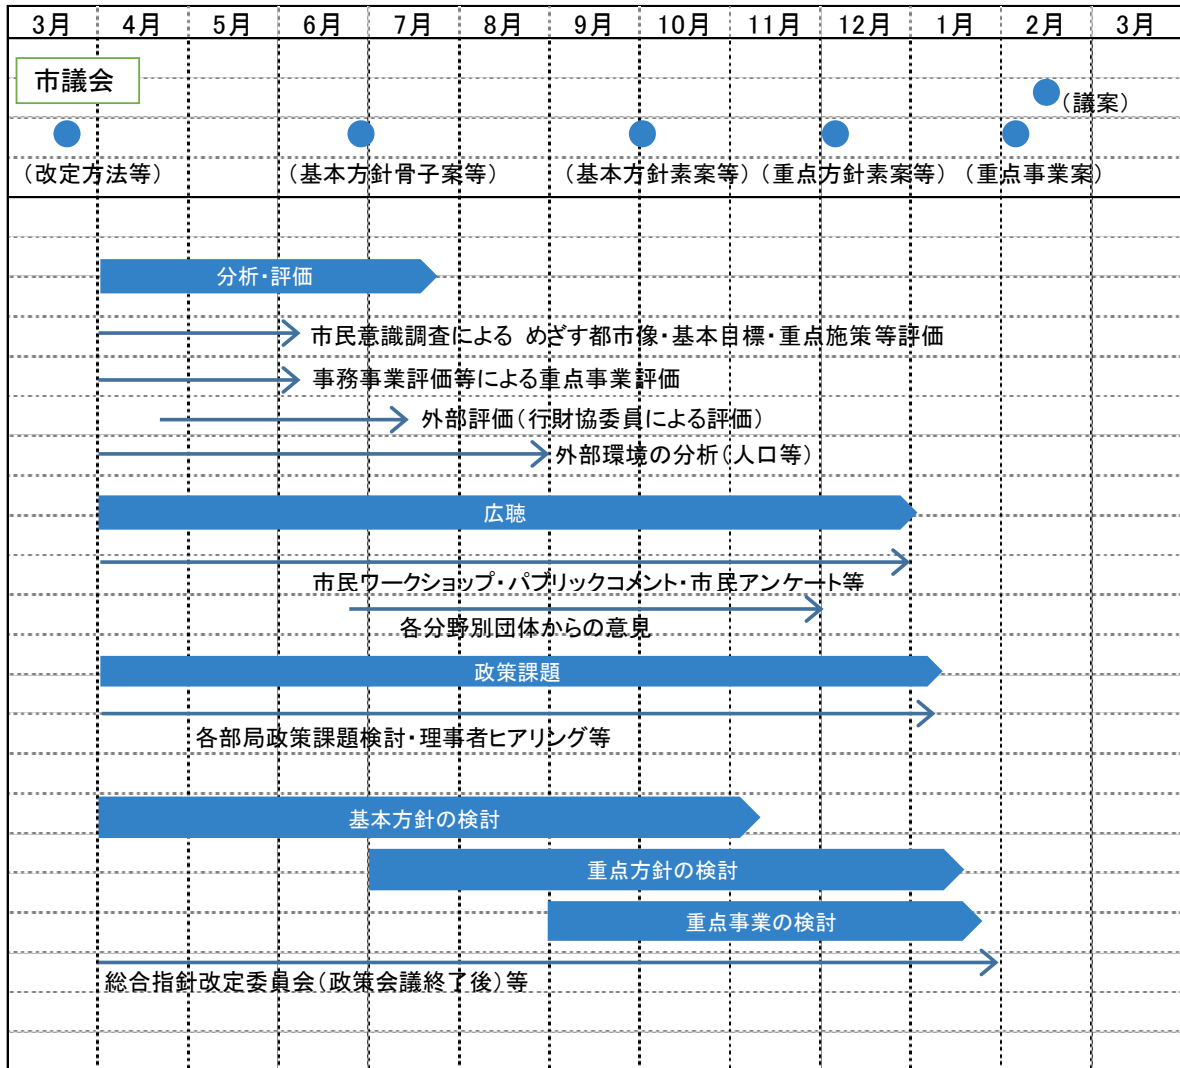 3月 4月 5月 6月 7月 8月 9月 10月 11月 12月 1月 2月 3月
市議会
(議案)
(改定方法等) (基本方針骨子案等) (基本方針素案等) (重点方針素案等) (重点事業案)
分析・評価
市民意識調査による めざす都市像・基本目標・重点施策等評価
事務事業評価等による重点事業評価
外部評価(行財協委員による評価)
外部環境の分析(人口等)
広聴
市民ワークショップ・パブリックコメント・市民アンケート等
各分野別団体からの意見
政策課題
各部局政策課題検討・理事者ヒアリング等
基本方針の検討
重点方針の検討
重点事業の検討
総合指針改定委員会(政策会議終了後)等